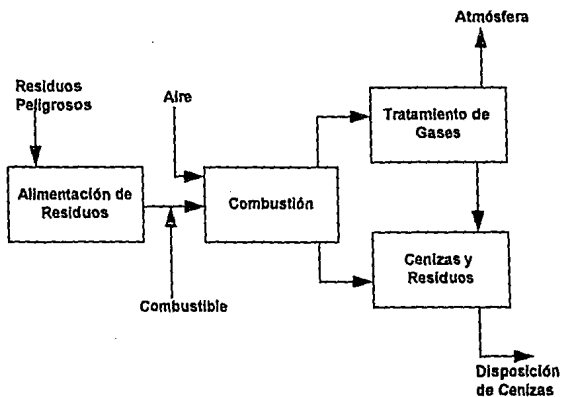 Atmósfera
Residuos
Peligrosos
Aire
Tratamiento de
Gases
Alimentación de
Residuos
Combustión
Cenizas y
Residuos
Combustible
Disposición
de Cenizas